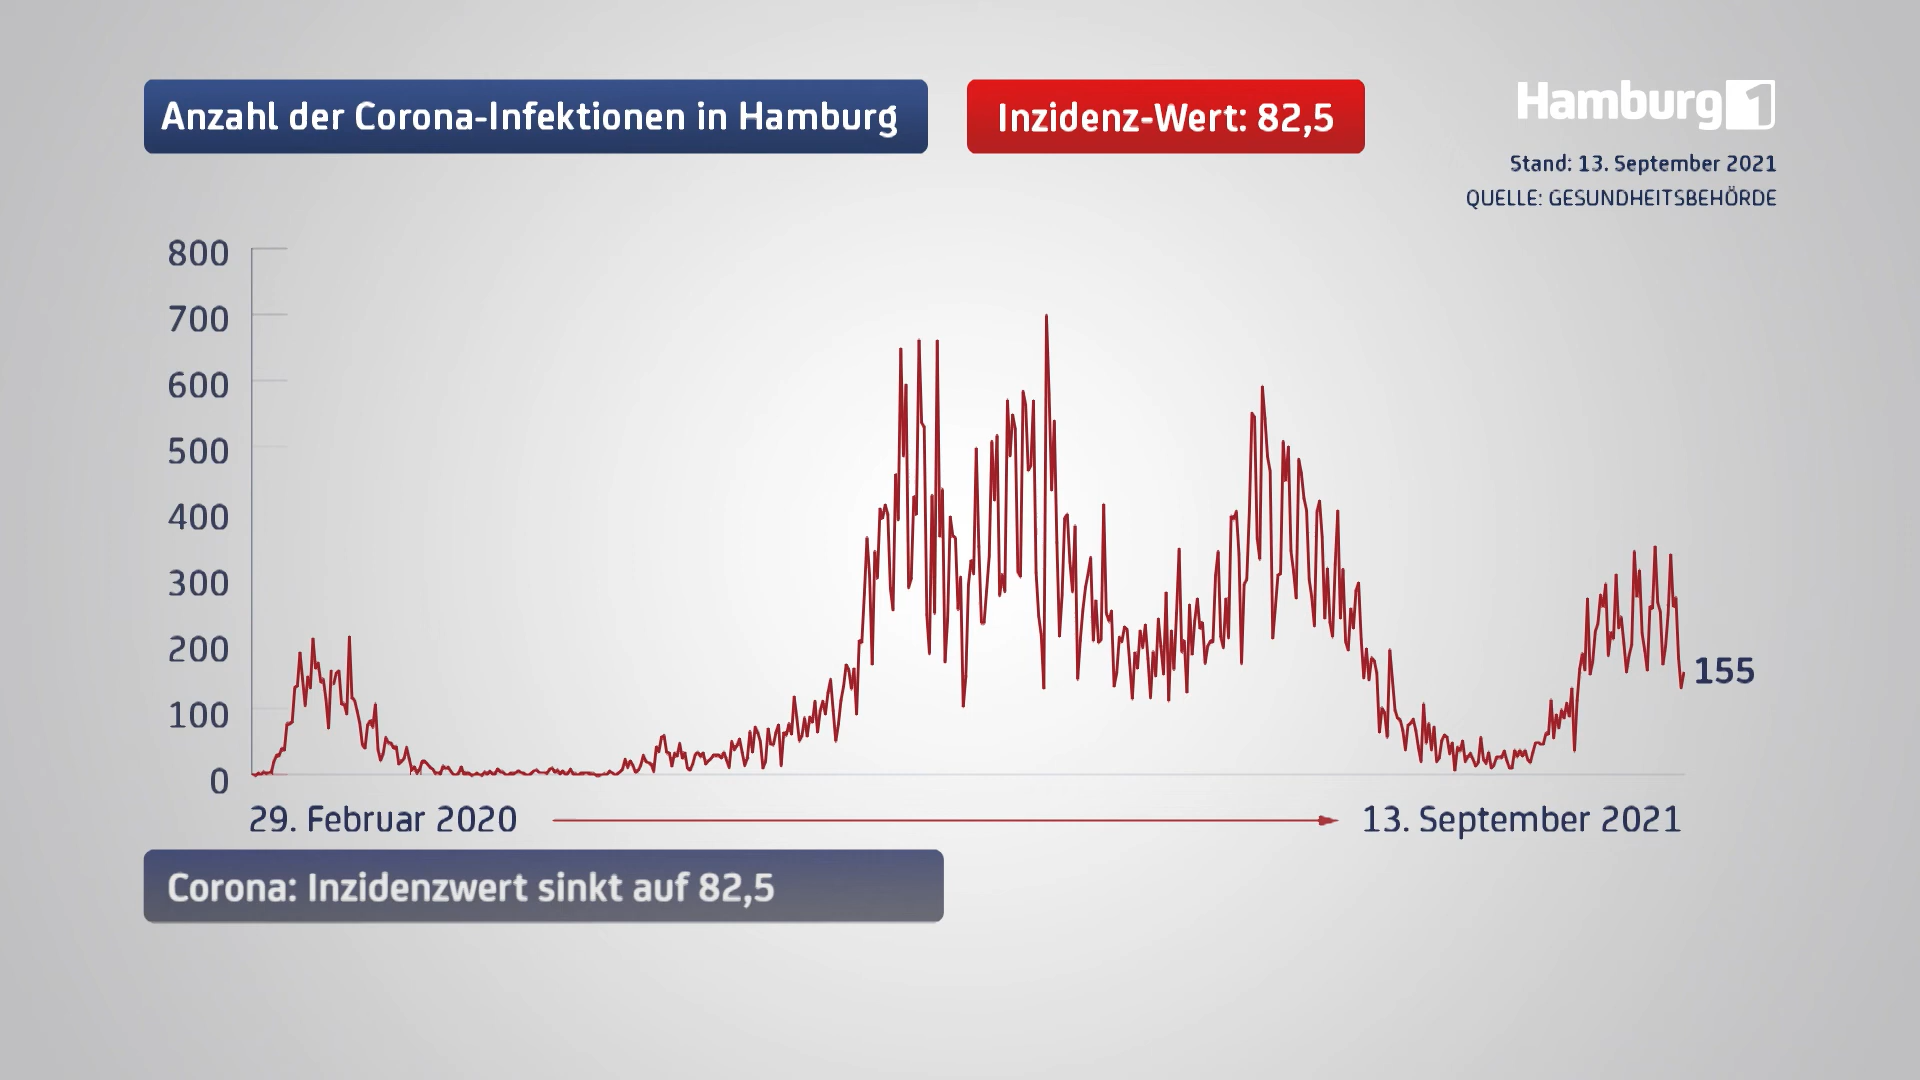 Anzahl der Corona-Infektionen in Hamburg
Inzidenz-Wert: 82,5
Hamburg 1
Stand: 13. September 2021
QUELLE: GESUNDHEITSBEHÖRDE
800
700
600
500
400
300
200
100
0
155
29. Februar 2020
13. September 2021
Corona: Inzidenzwert sinkt auf 82,5